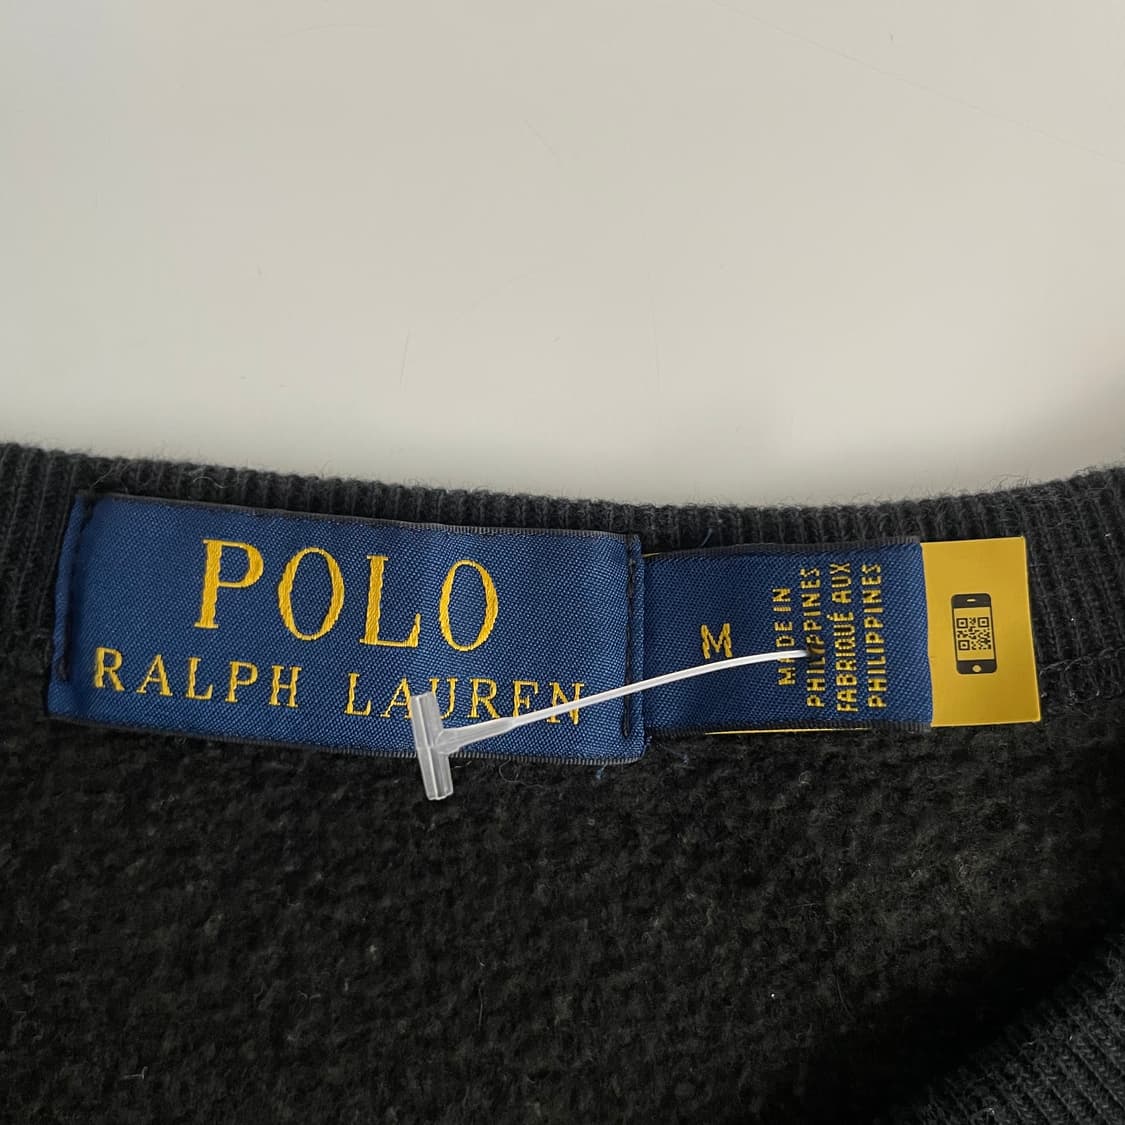 POLO
RALPH LAUREN
M
MADE IN
PHILIPPINES
FABRIQUÉ AUX
PHILIPPINES